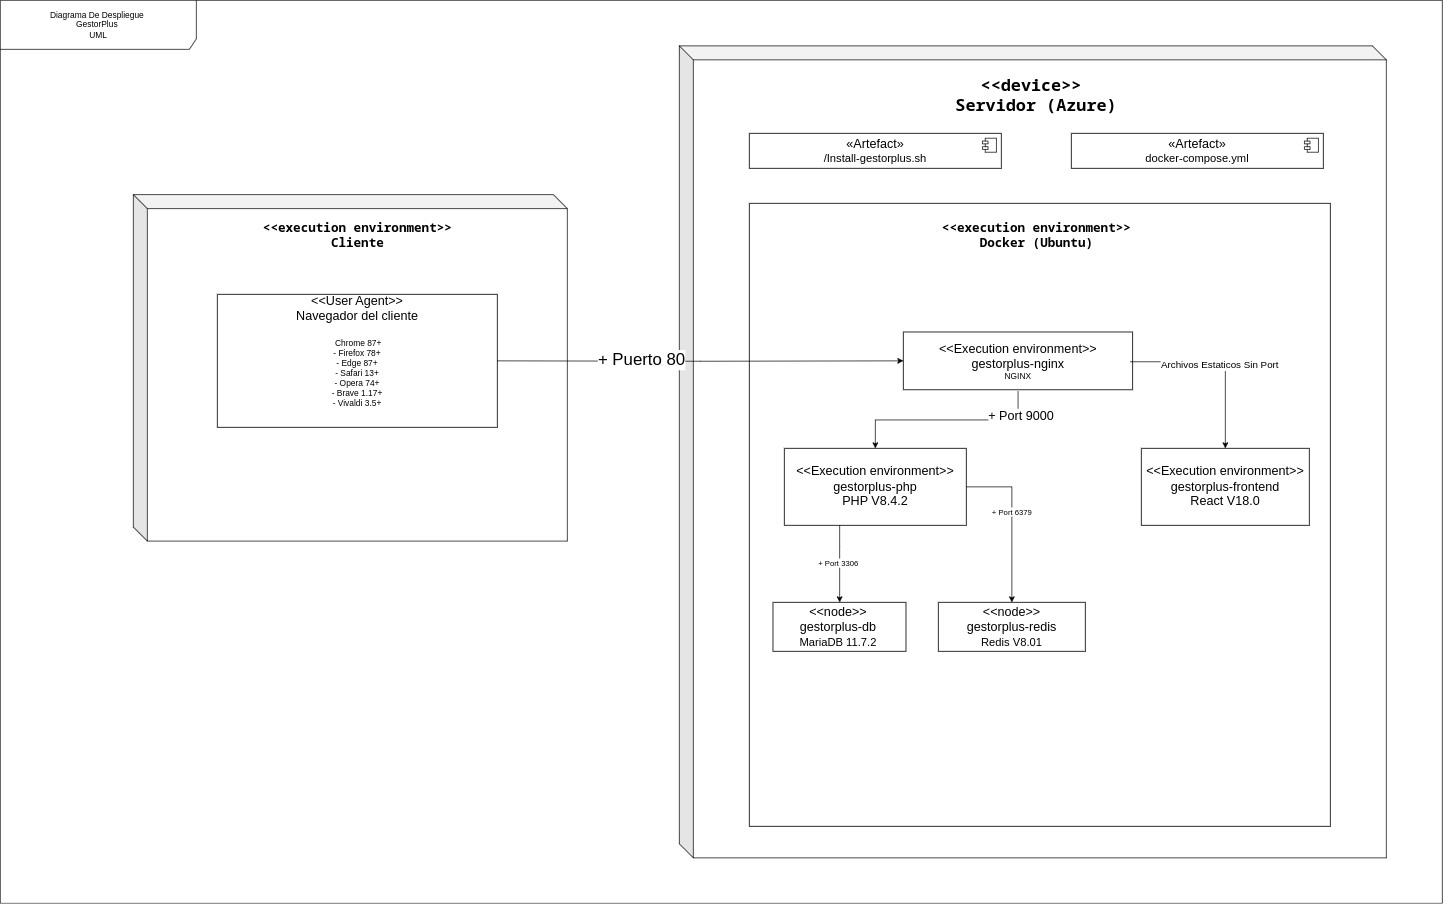 Diagrama De Despliegue
GestorPlus
UML
<<device>>
Servidor (Azure)
«Artefact»
/Install-gestorplus.sh
«Artefact»
docker-compose.yml
<<execution environment>>
Cliente
<<User Agent>>
Navegador del cliente
Chrome 87+
- Firefox 78+
- Edge 87+
- Safari 13+
- Opera 74+
- Brave 1.17+
- Vivaldi 3.5+
+ Puerto 80
<<execution environment>>
Docker (Ubuntu)
<<Execution environment>>
gestorplus-nginx
NGINX
Archivos Estaticos Sin Port
+ Port 9000
<<Execution environment>>
gestorplus-php
PHP V8.4.2
<<Execution environment>>
gestorplus-frontend
React V18.0
+ Port 6379
+ Port 3306
<<node>>
gestorplus-db
MariaDB 11.7.2
<<node>>
gestorplus-redis
Redis V8.01